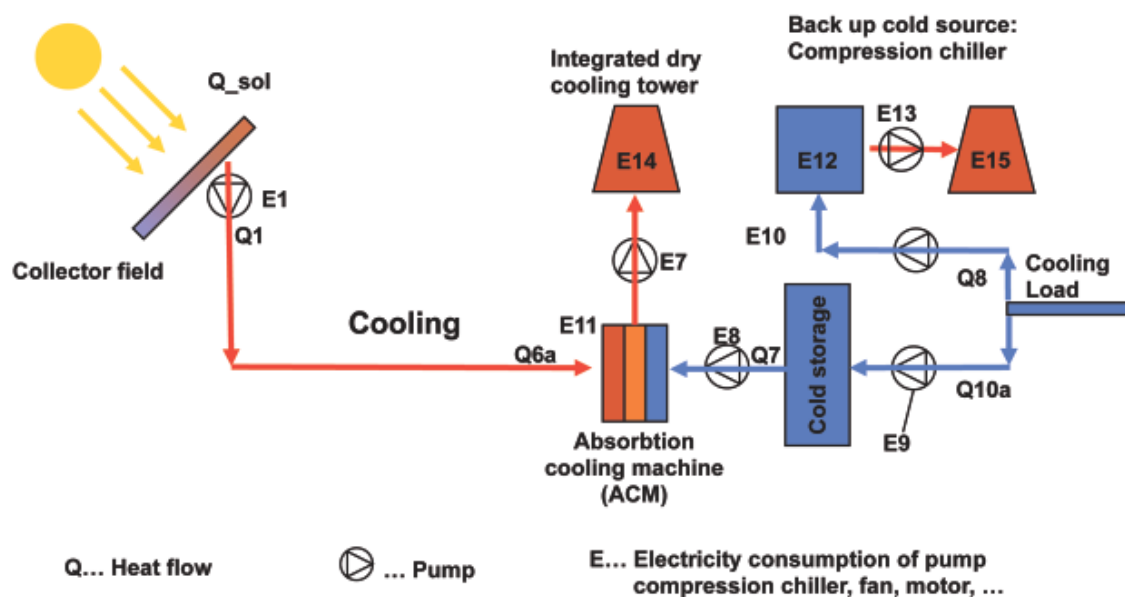 Back up cold source:
Compression chiller
Integrated dry
cooling tower
Q_sol
E13
E14
E12
E15
E1
Q1
E10
E7
Q8
Cooling
Load
Collector field
Cooling
E11
E8
Q7
Q6a
Cold storage
Q10a
E9
Absorbtion
cooling machine
(ACM)
Q... Heat flow
... Pump
E... Electricity consumption of pump
compression chiller, fan, motor, ...